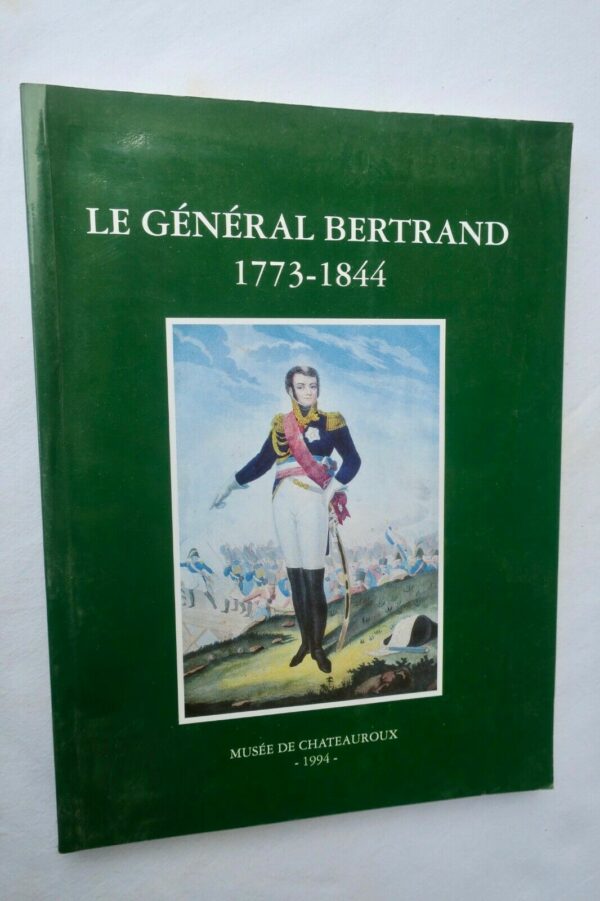 LE GÉNÉRAL BERTRAND
1773-1844
MUSÉE DE CHATEAUROUX
- 1994 -